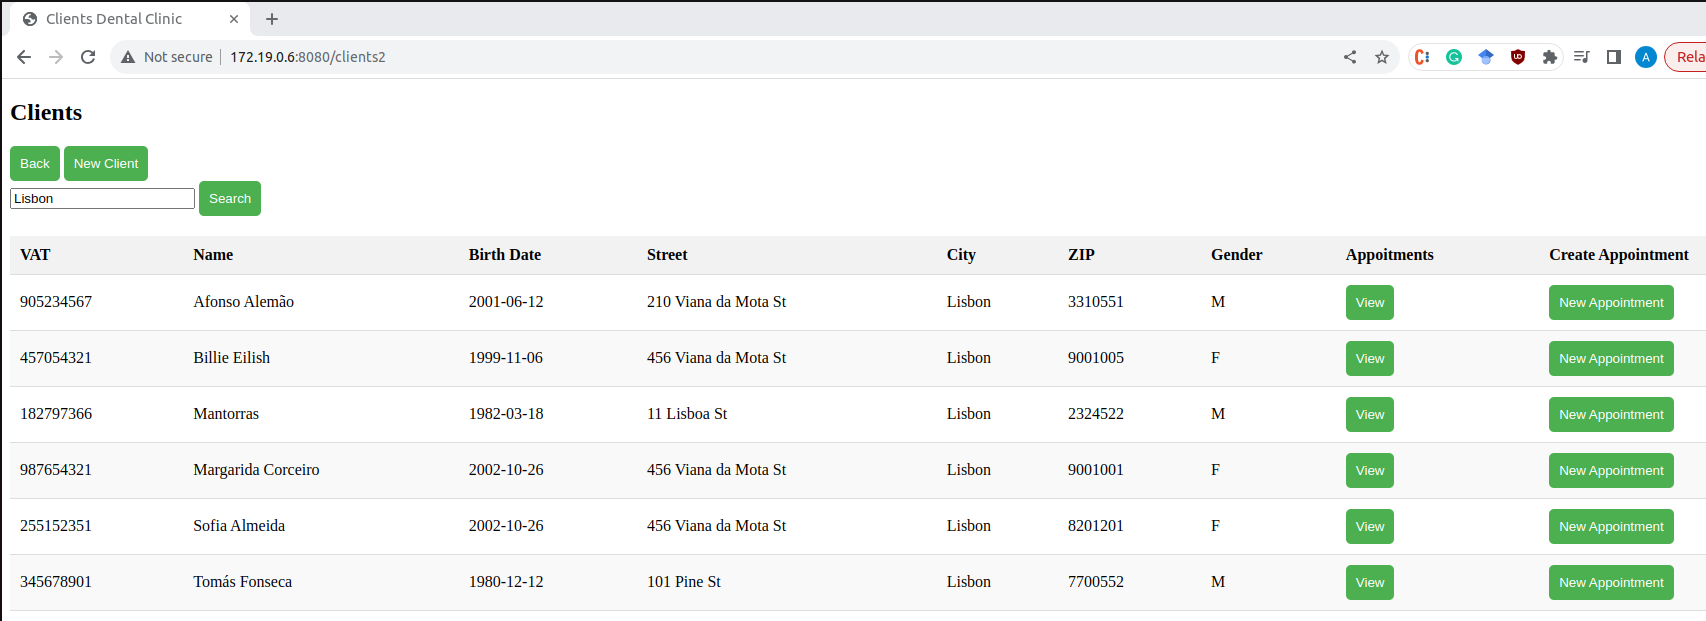 Clients Dental Clinic
Not secure 172.19.0.6:8080/clients2 A Rela
Clients
Back New Client
Lisbon Search
VAT Name Birth Date Street City ZIP Gender Appoitments Create Appointment
905234567 Afonso Alemão 2001-06-12 210 Viana da Mota St Lisbon 3310551 M View New Appointment
457054321 Billie Eilish 1999-11-06 456 Viana da Mota St Lisbon 9001005 F View New Appointment
182797366 Mantorras 1982-03-18 11 Lisboa St Lisbon 2324522 M View New Appointment
987654321 Margarida Corceiro 2002-10-26 456 Viana da Mota St Lisbon 9001001 F View New Appointment
255152351 Sofia Almeida 2002-10-26 456 Viana da Mota St Lisbon 8201201 F View New Appointment
345678901 Tomás Fonseca 1980-12-12 101 Pine St Lisbon 7700552 M View New Appointment